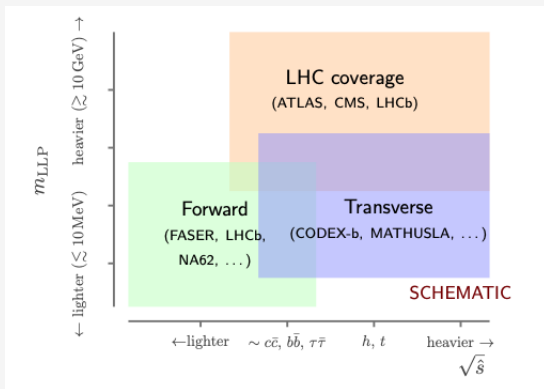 LHC coverage
(ATLAS, CMS, LHCb)
Forward
(FASER, LHCb,
NA62, ...)
Transverse
(CODEX-b, MATHUSLA, ...)
SCHEMATIC
m_LLP
heavier (≳ 10 GeV) →
← lighter (≲ 10 MeV)
←lighter
∼ cc̄, bb̄, ττ̄
h, t
heavier →
√ŝ